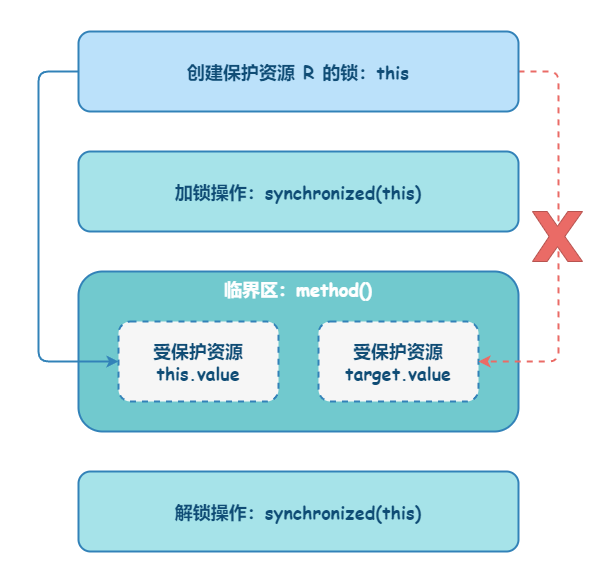 创建保护资源 R 的锁：this
加锁操作：synchronized(this)
临界区：method()
受保护资源
this.value
受保护资源
target.value
解锁操作：synchronized(this)